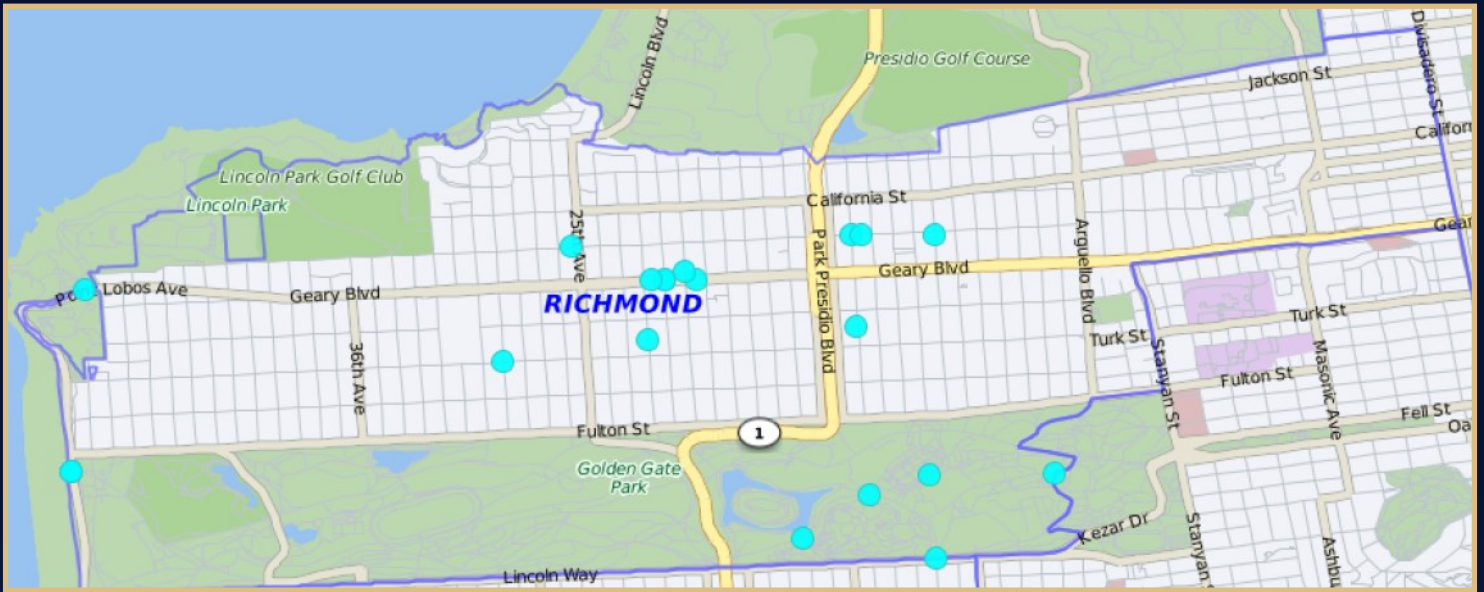 Lincoln Blvd
Presidio Golf Course
Divisadero St
Jackson St
Californ
Lincoln Park Golf Club
Lincoln Park
California St
25th Ave
Park Presidio Blvd
Arguello Blvd
Gear
Geary Blvd
Lobos Ave
Geary Blvd
RICHMOND
Turk St
Turk St
36th Ave
Stanyan St
Masonic Ave
Fulton St
Fell St
Oa
Fulton St
1
Golden Gate
Park
Kezar Dr
Stanyan S
Ashbu
Lincoln Way